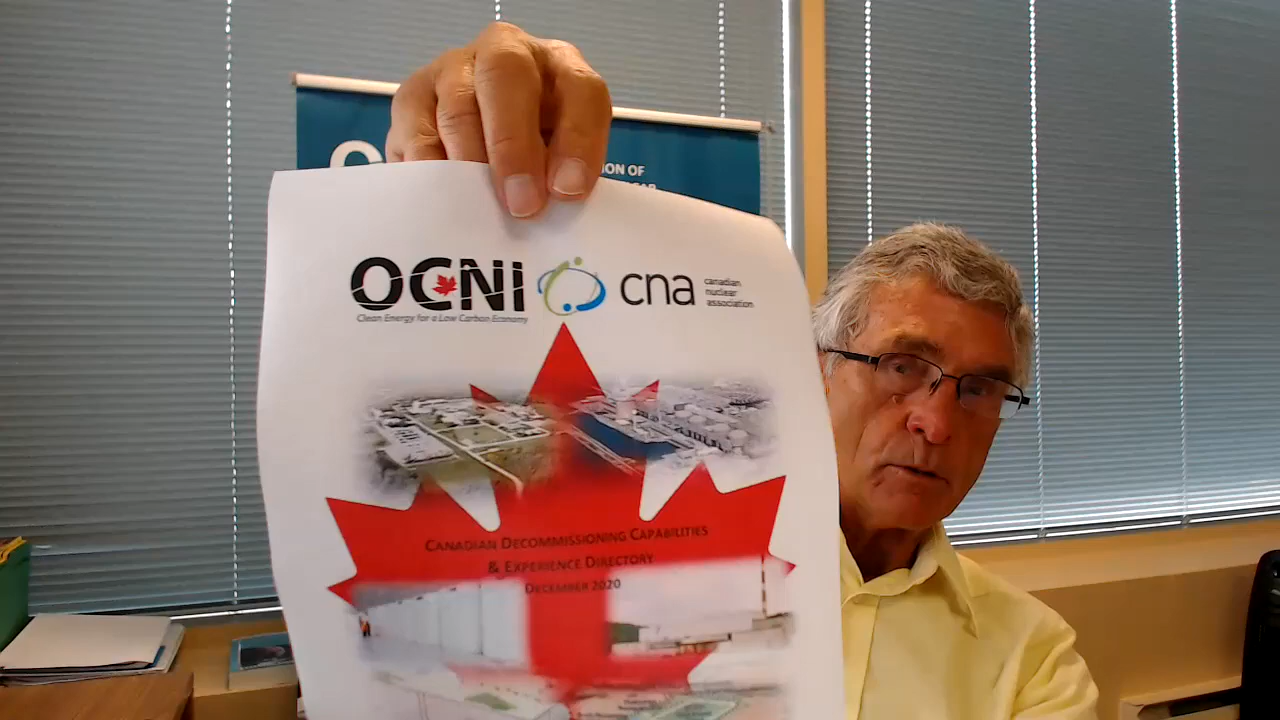 ION OF
OCNI
Clean Energy for a Low Carbon Economy
cna
canadian
nuclear
association
CANADIAN DECOMMISSIONING CAPABILITIES
& EXPERIENCE DIRECTORY
DECEMBER 2020